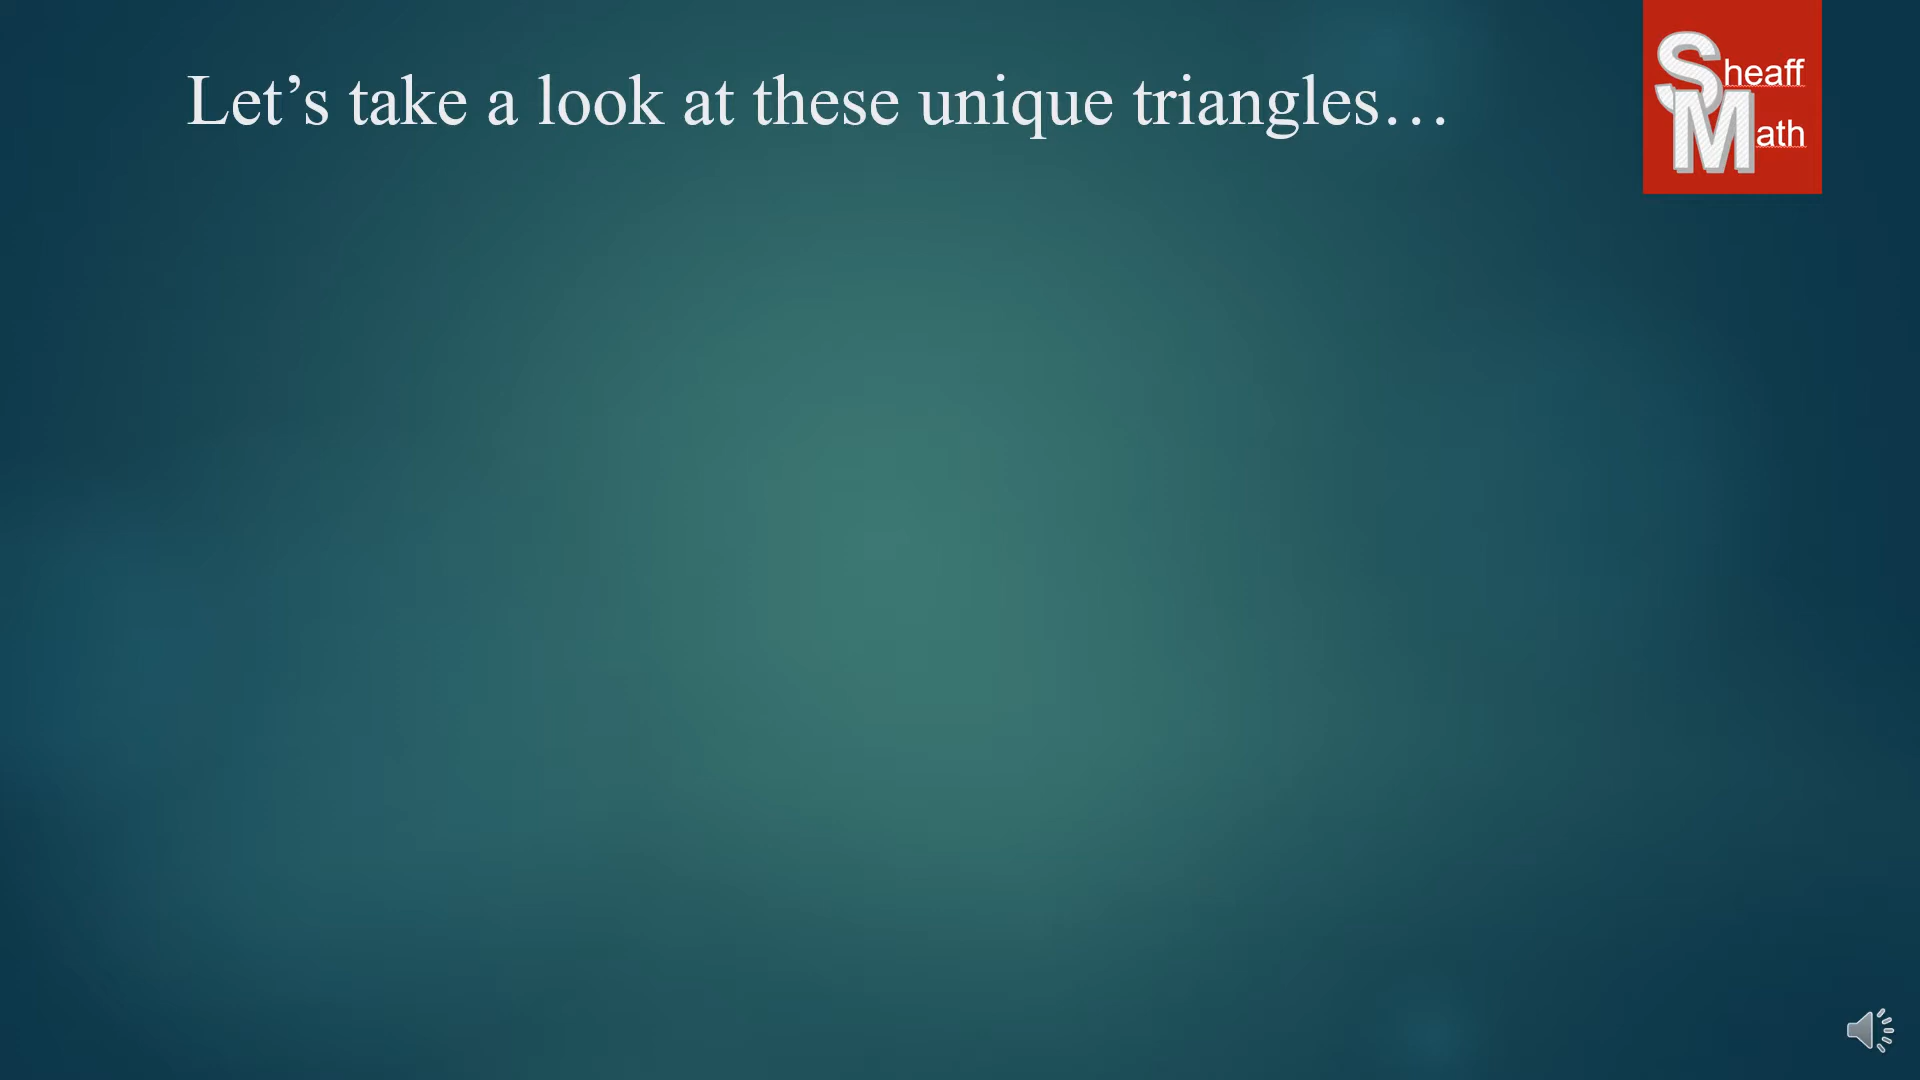 Let’s take a look at these unique triangles…
Sheaff
Math